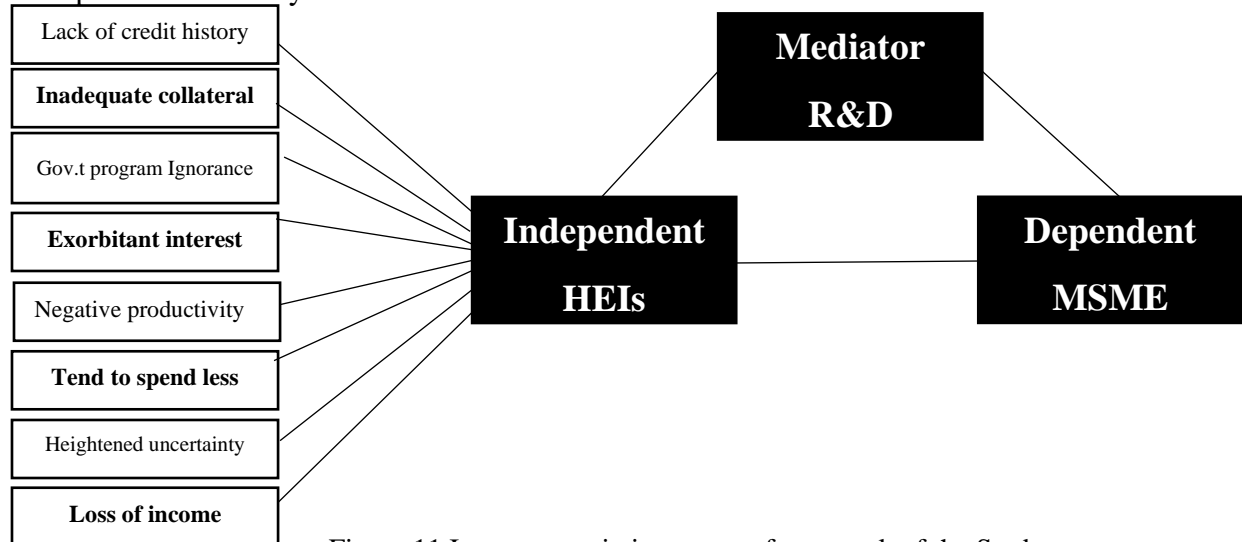 Lack of credit history
Inadequate collateral
Gov.t program Ignorance
Exorbitant interest
Negative productivity
Tend to spend less
Heightened uncertainty
Loss of income
Mediator
R&D
Independent
HEIs
Dependent
MSME